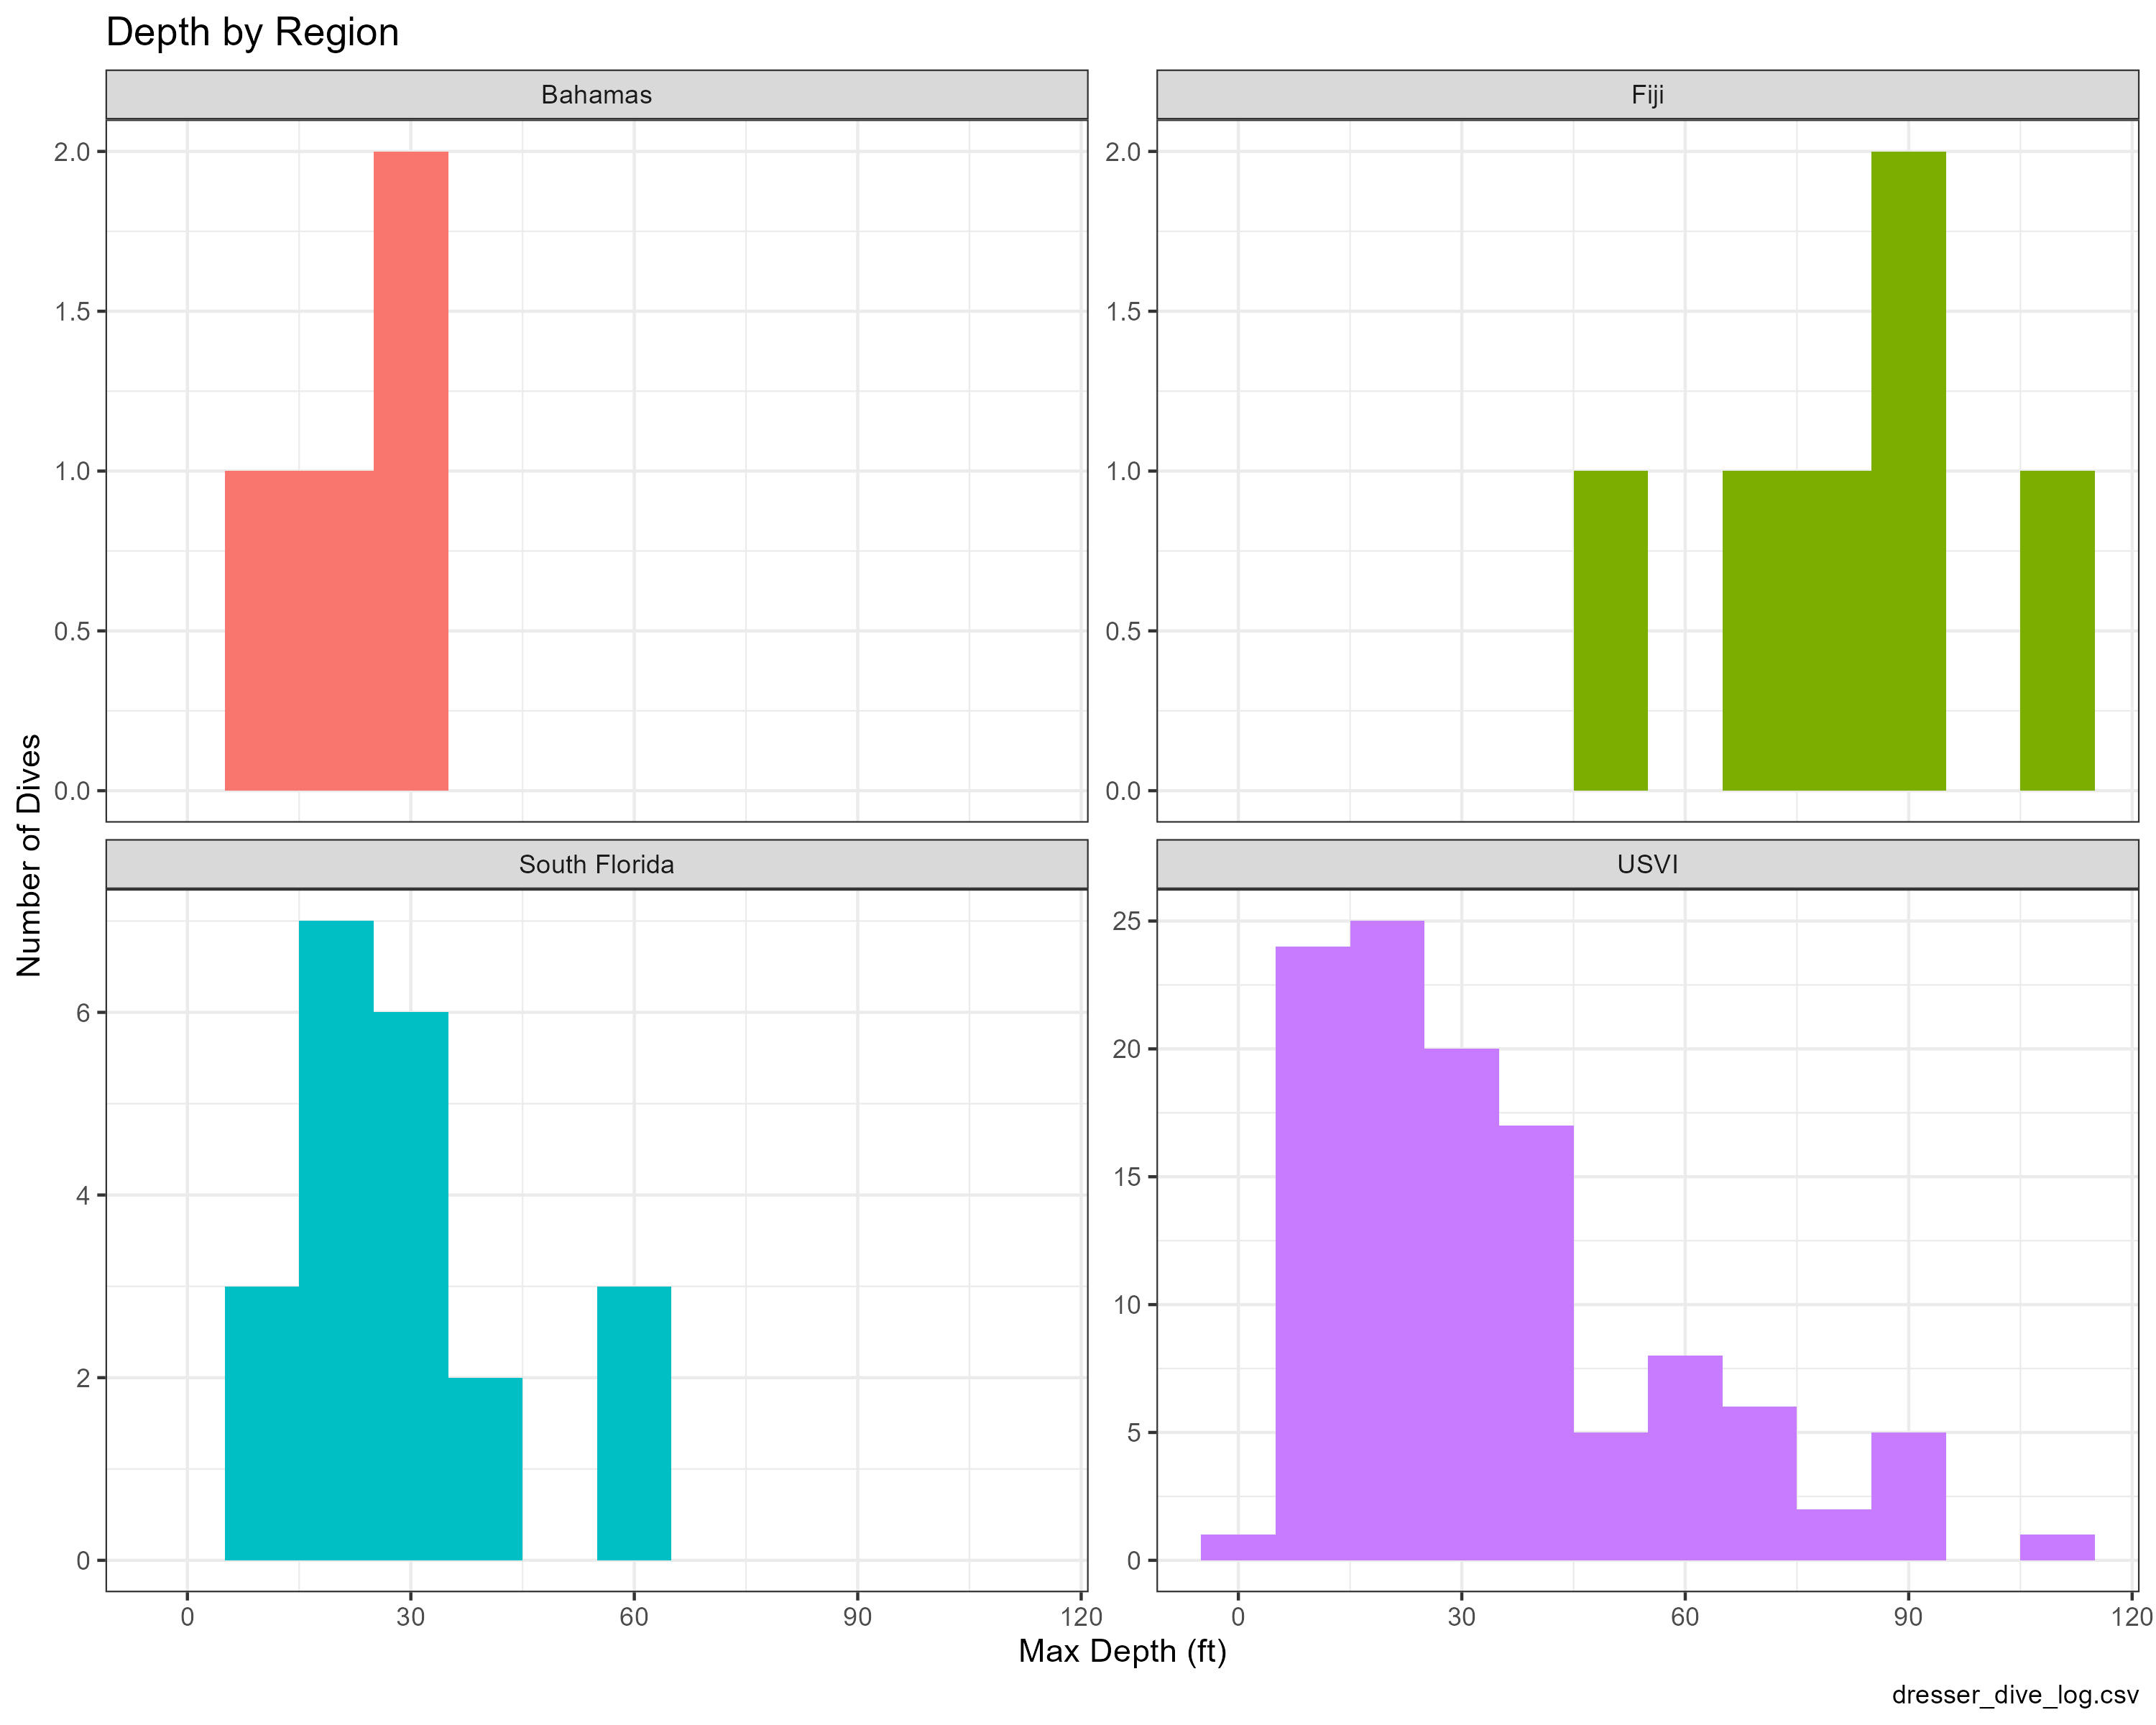 Depth by Region
Bahamas
Fiji
2.0
1.5
1.0
0.5
0.0
2.0
1.5
1.0
0.5
0.0
Number of Dives
South Florida
USVI
6
4
2
0
25
20
15
10
5
0
0 30 60 90 120
0 30 60 90 120
Max Depth (ft)
dresser_dive_log.csv